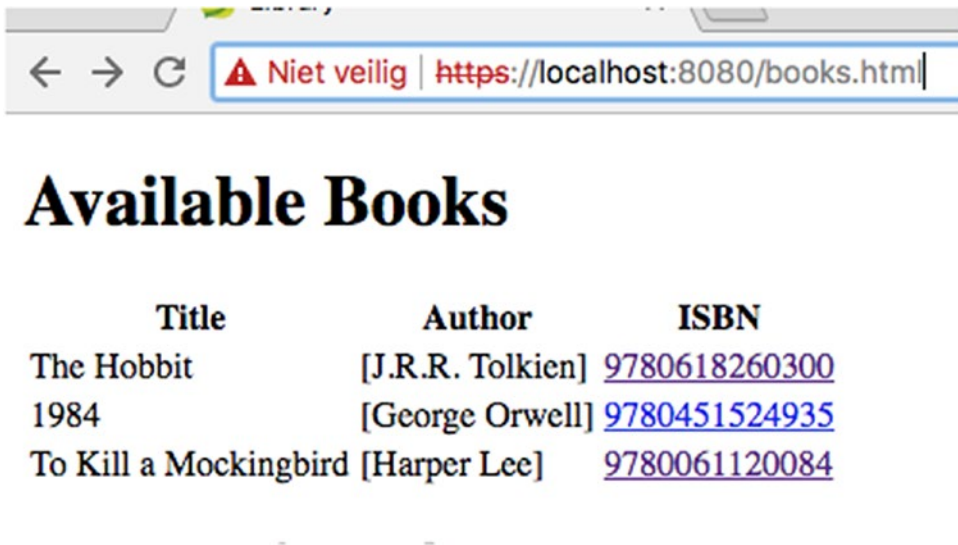 Niet veilig | https://localhost:8080/books.html
Available Books
Title Author ISBN
The Hobbit [J.R.R. Tolkien] 9780618260300
1984 [George Orwell] 9780451524935
To Kill a Mockingbird [Harper Lee] 9780061120084